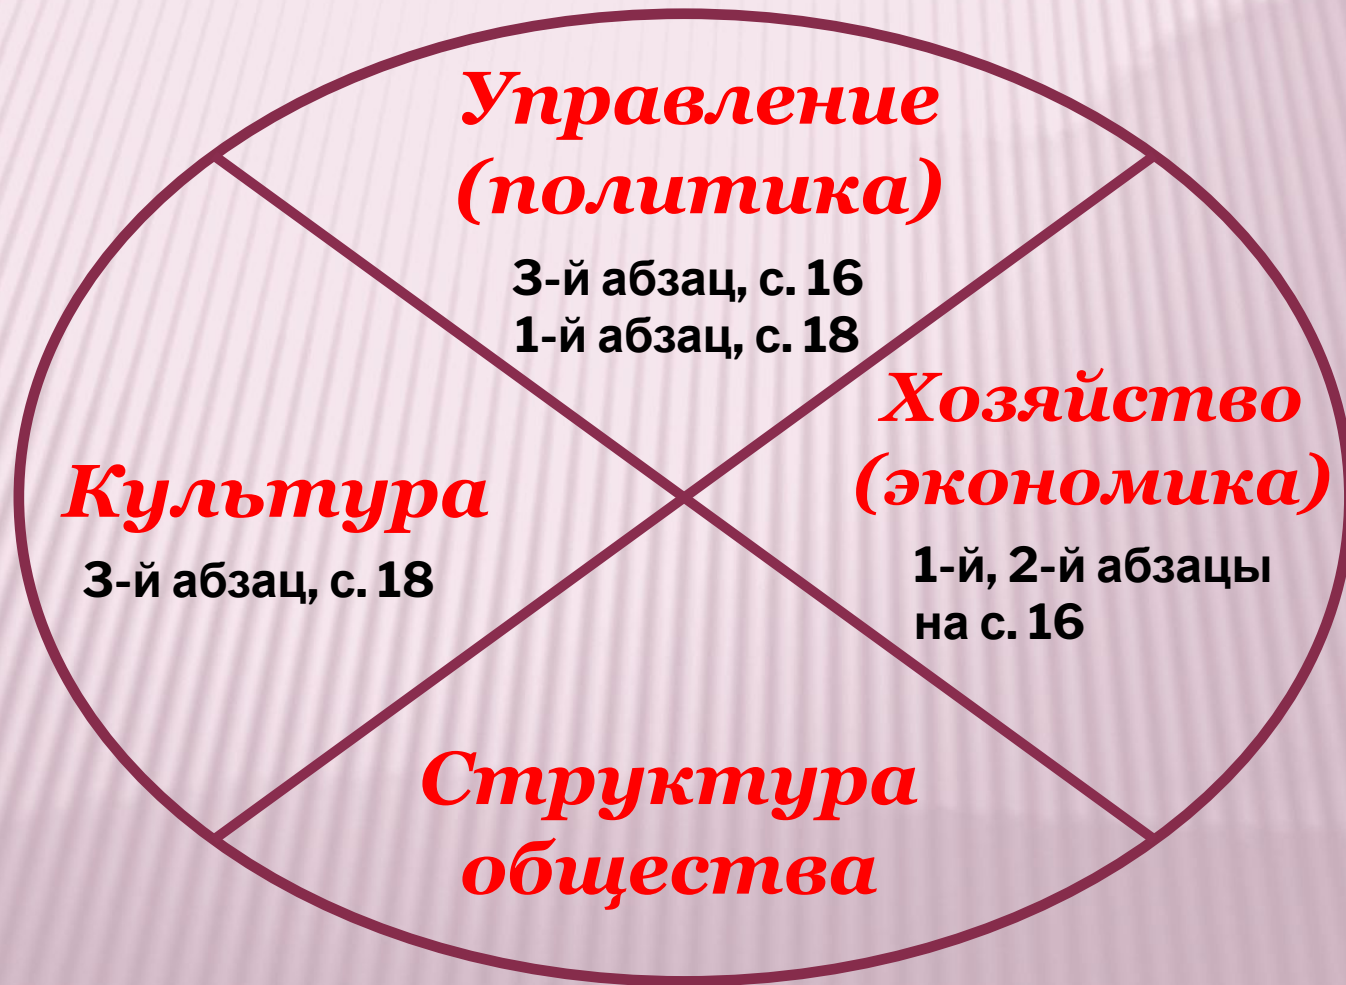 Управление
(политика)
3-й абзац, с. 16
1-й абзац, с. 18
Культура
3-й абзац, с. 18
Хозяйство
(экономика)
1-й, 2-й абзацы
на с. 16
Структура
общества